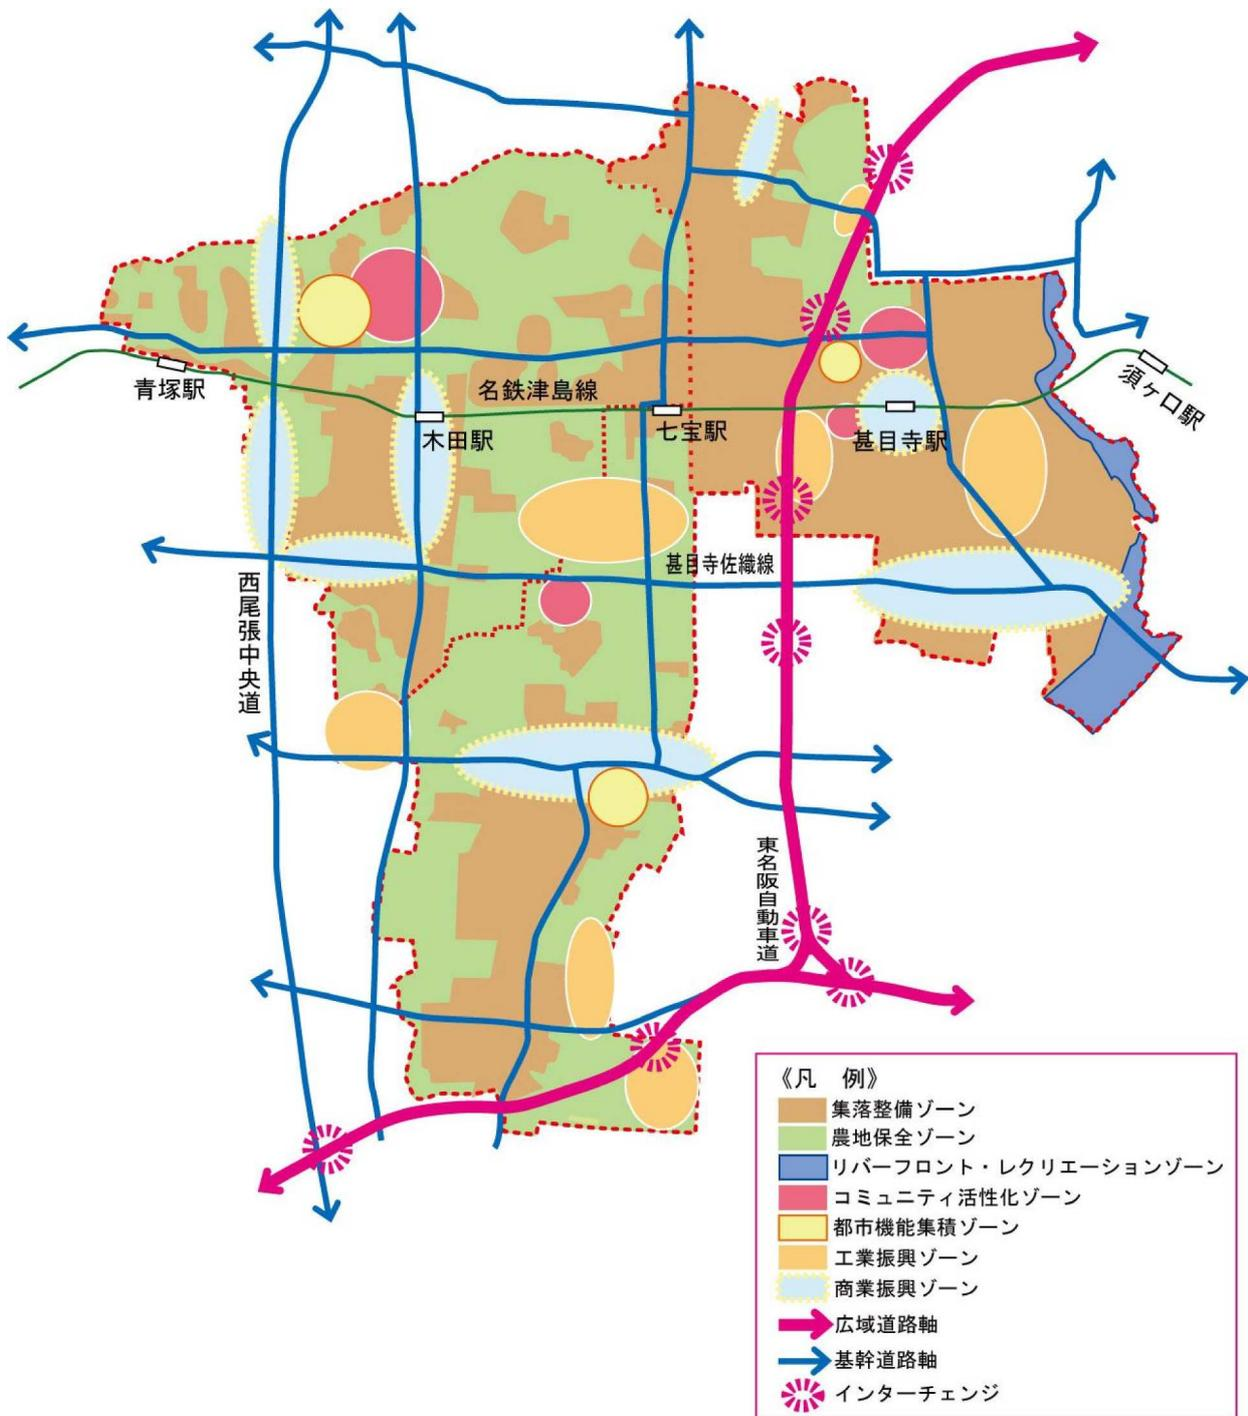 青塚駅
名鉄津島線
木田駅
七宝駅
甚目寺駅
須ヶ口駅
甚目寺佐織線
西尾張中央道
東名阪自動車道
《凡　例》
集落整備ゾーン
農地保全ゾーン
リバーフロント・レクリエーションゾーン
コミュニティ活性化ゾーン
都市機能集積ゾーン
工業振興ゾーン
商業振興ゾーン
広域道路軸
基幹道路軸
インターチェンジ